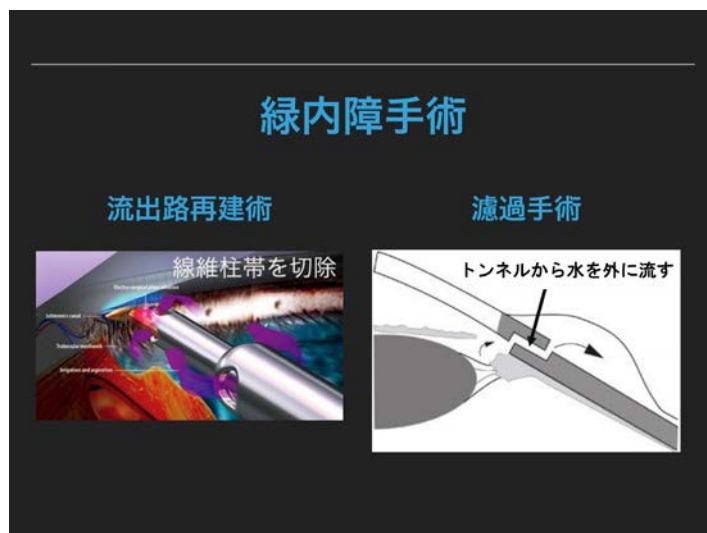 緑内障手術
流出路再建術
濾過手術
線維柱帯を切除
Schlemm's canal
Trabecular meshwork
Irrigation and aspiration
トンネルから水を外に流す